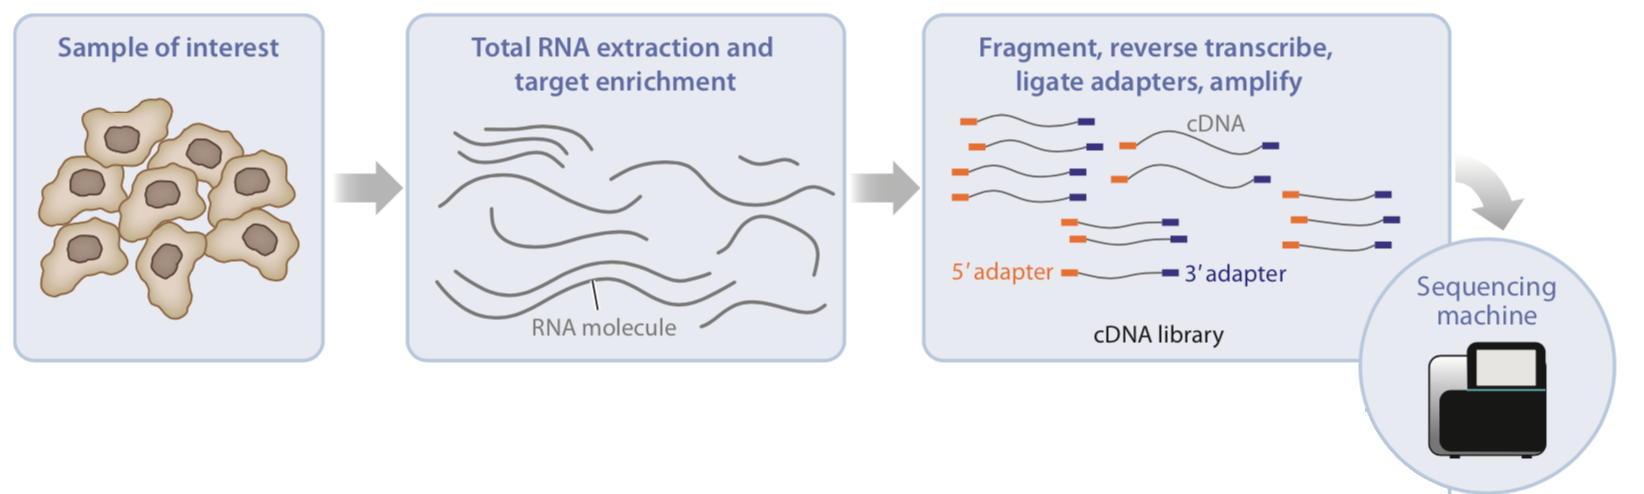 Sample of interest
Total RNA extraction and
target enrichment
RNA molecule
Fragment, reverse transcribe,
ligate adapters, amplify
cDNA
5′ adapter
3′ adapter
cDNA library
Sequencing
machine